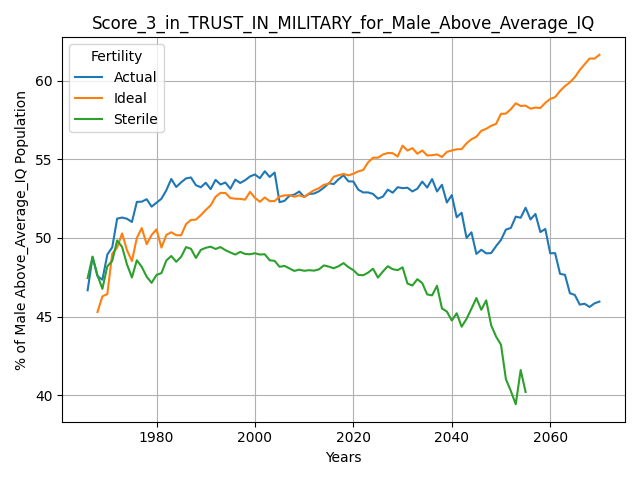 Score_3_in_TRUST_IN_MILITARY_for_Male_Above_Average_IQ
Fertility
Actual
Ideal
Sterile
% of Male Above_Average_IQ Population
60
55
50
45
40
1980
2000
2020
2040
2060
Years